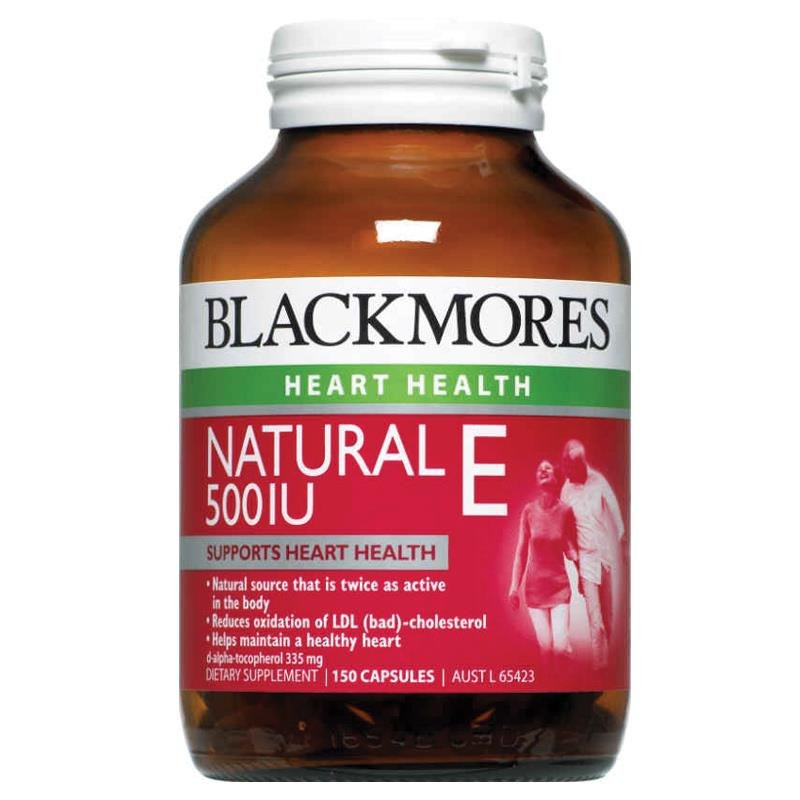 BLACKMORES
HEART HEALTH
NATURAL E
500IU
SUPPORTS HEART HEALTH
• Natural source that is twice as active
in the body
• Reduces oxidation of LDL (bad)-cholesterol
• Helps maintain a healthy heart
d-alpha-tocopherol 335 mg
DIETARY SUPPLEMENT | 150 CAPSULES | AUST L 65423